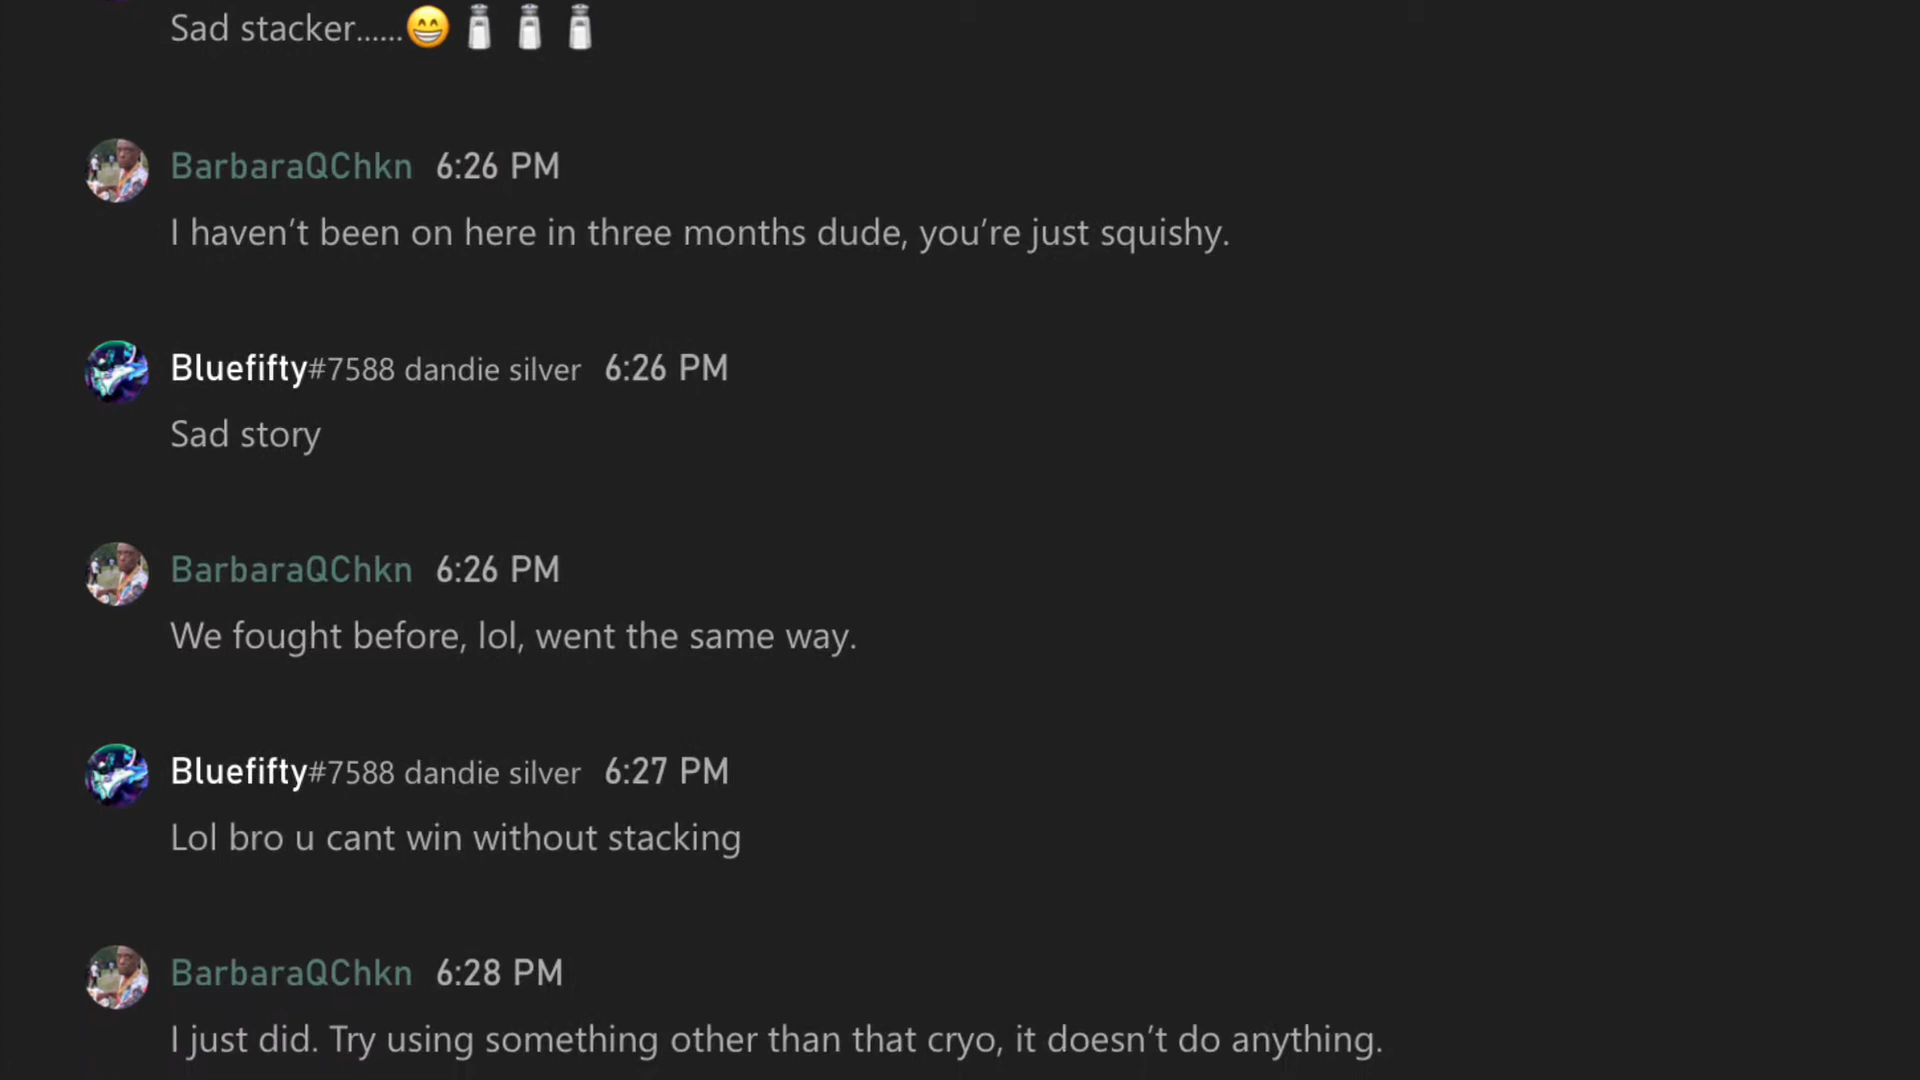 Sad stacker......😁🧂🧂🧂
BarbaraQChkn 6:26 PM
I haven’t been on here in three months dude, you’re just squishy.
Bluefifty#7588 dandie silver 6:26 PM
Sad story
BarbaraQChkn 6:26 PM
We fought before, lol, went the same way.
Bluefifty#7588 dandie silver 6:27 PM
Lol bro u cant win without stacking
BarbaraQChkn 6:28 PM
I just did. Try using something other than that cryo, it doesn’t do anything.